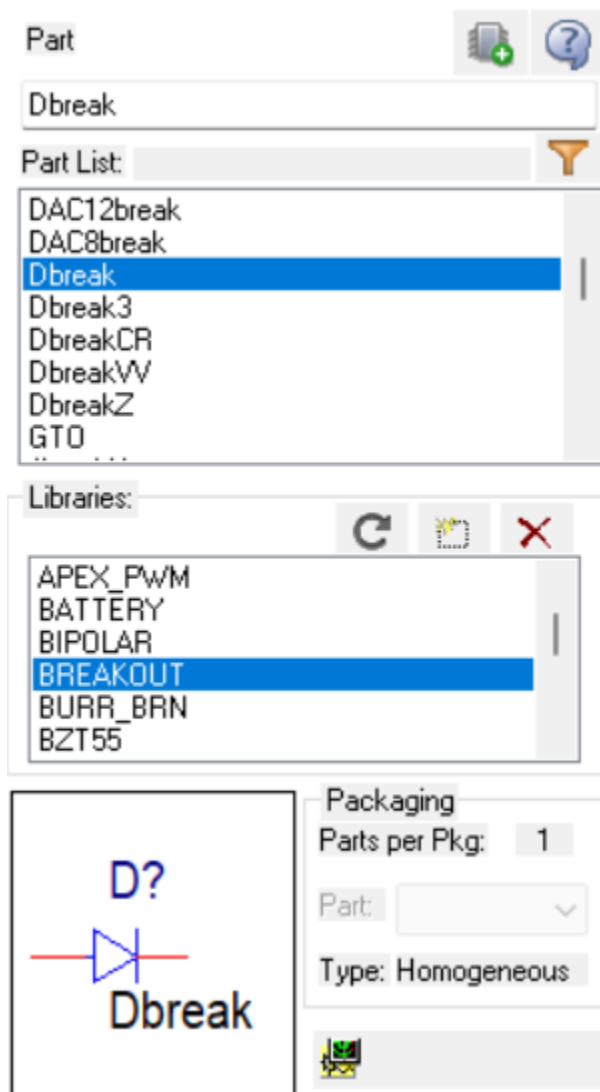 Part
Dbreak
Part List:
DAC12break
DAC8break
Dbreak
Dbreak3
DbreakCR
DbreakVV
DbreakZ
GTO
Libraries:
APEX_PWM
BATTERY
BIPOLAR
BREAKOUT
BURR_BRN
BZT55
D?
Dbreak
Packaging
Parts per Pkg: 1
Part:
Type: Homogeneous